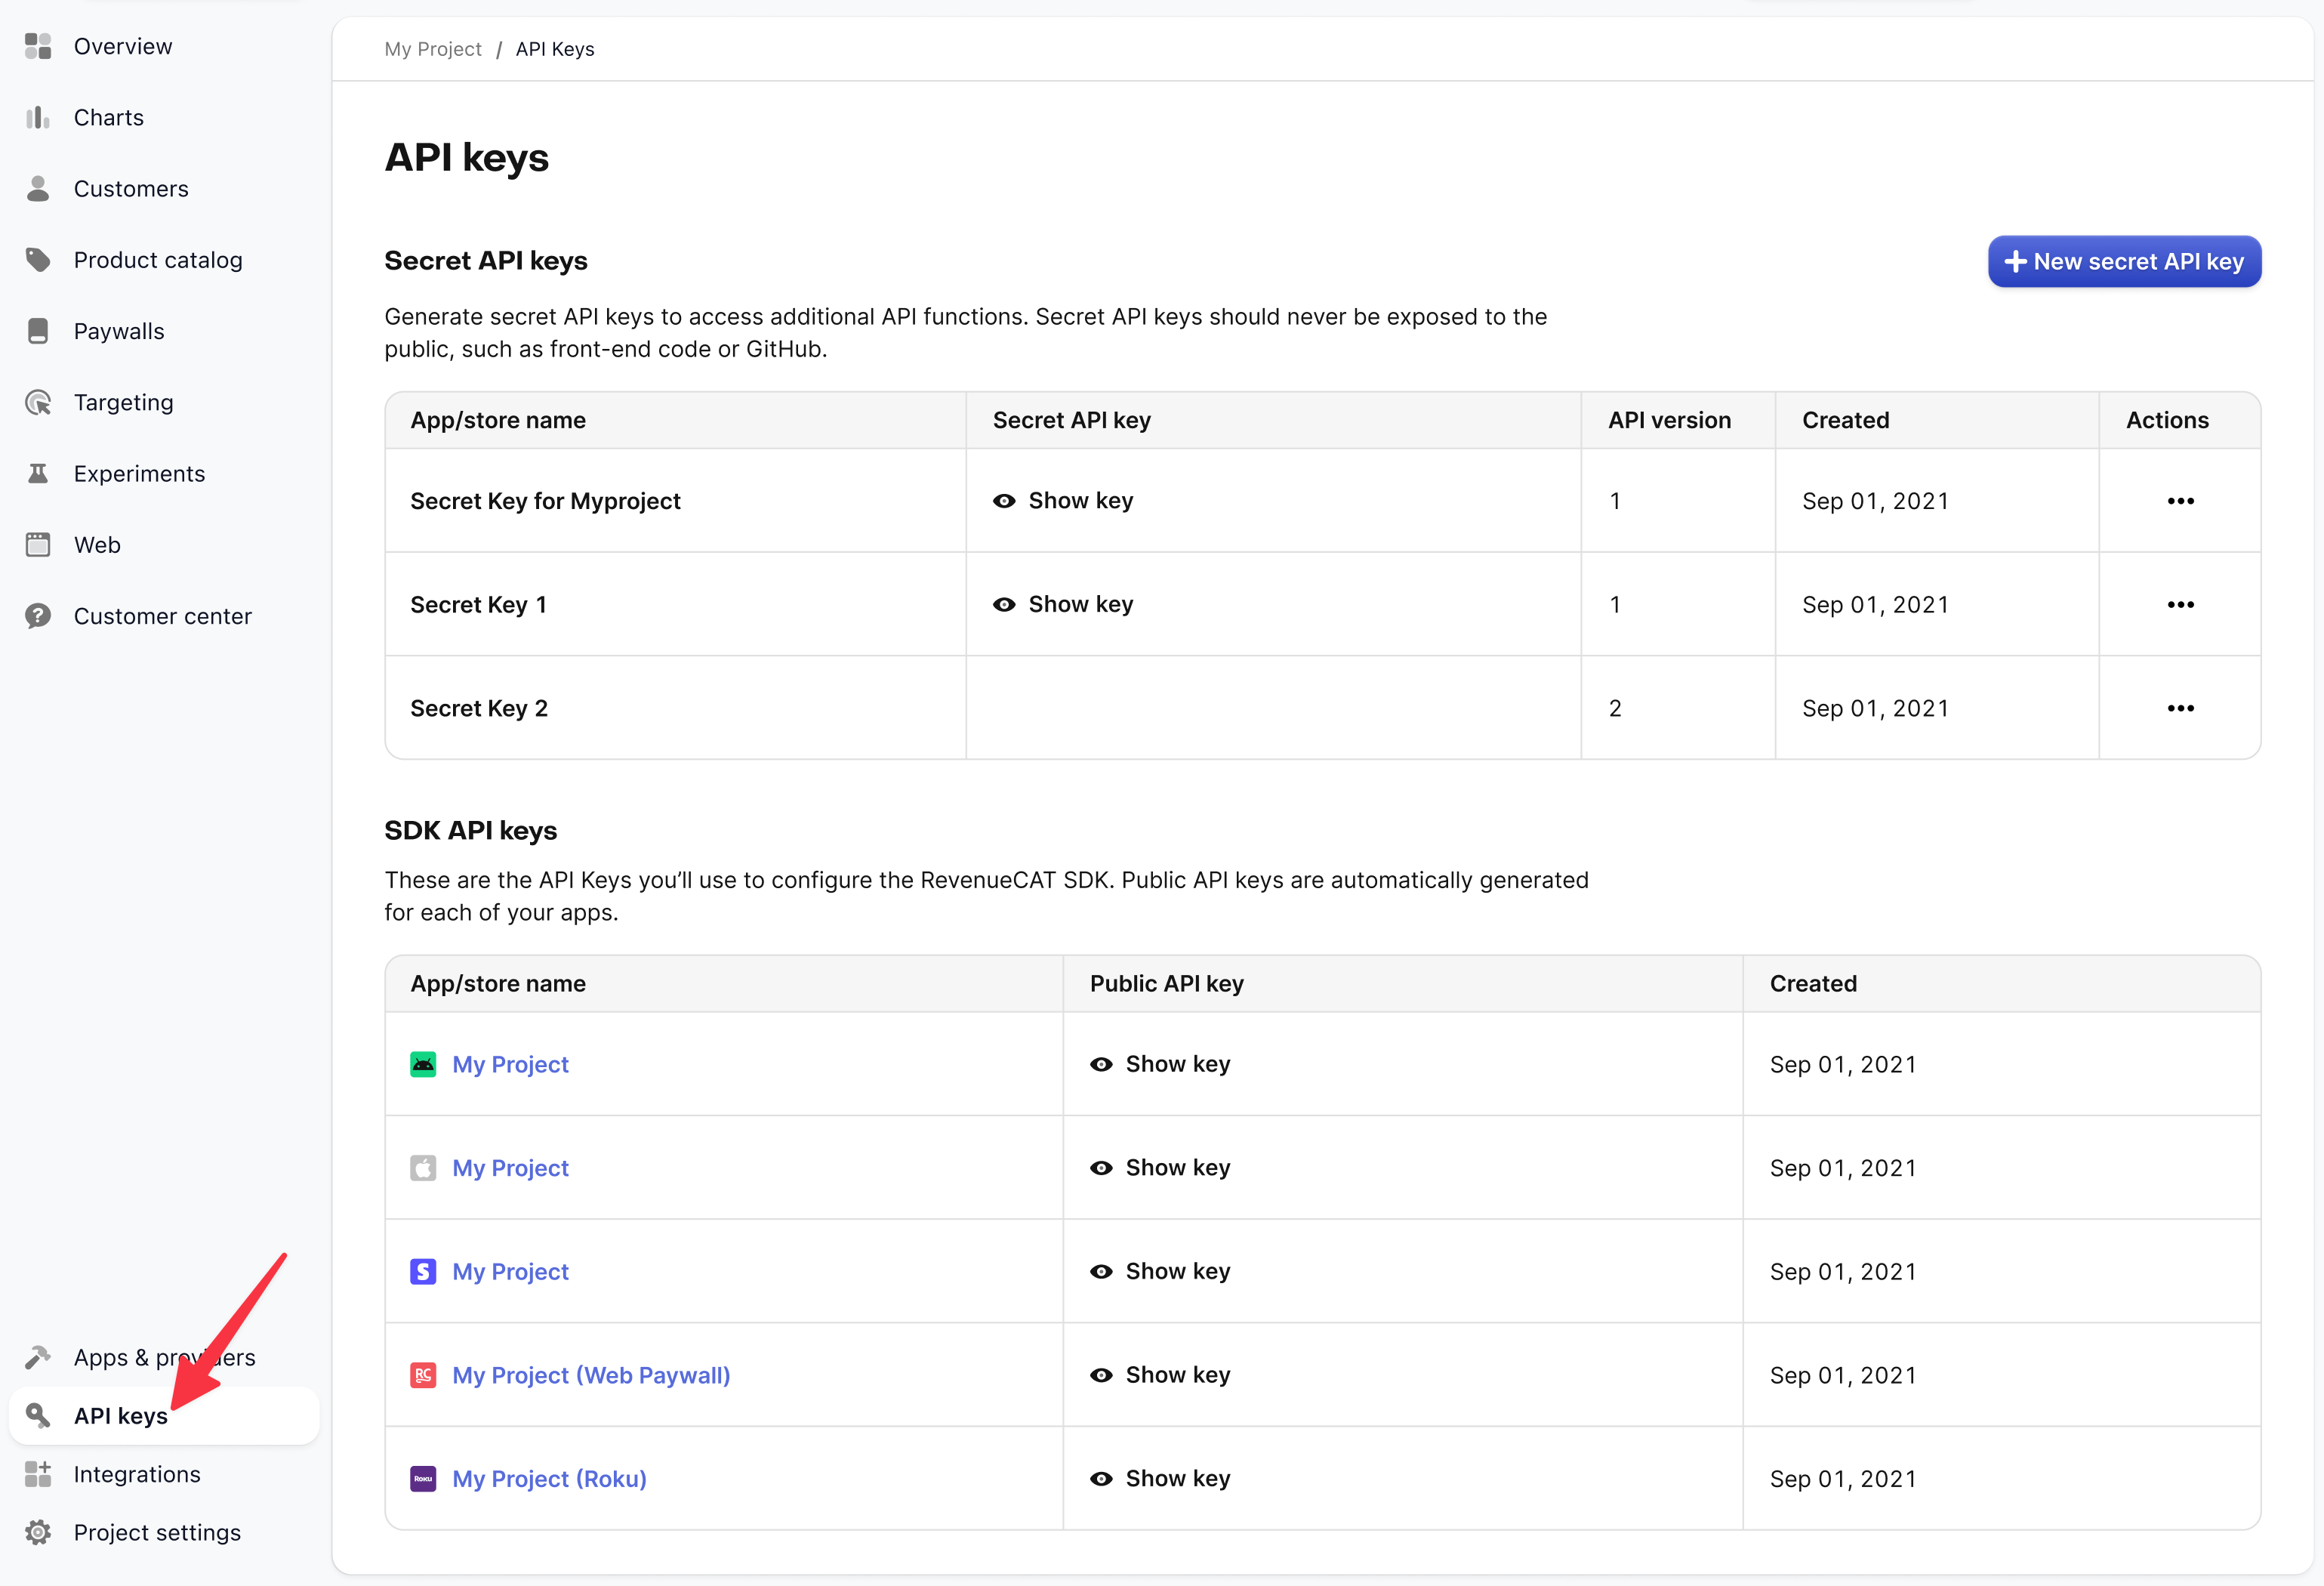 Overview
Charts
Customers
Product catalog
Paywalls
Targeting
Experiments
Web
Customer center
Apps & providers
API keys
Integrations
Project settings
My Project / API Keys
API keys
Secret API keys
New secret API key
Generate secret API keys to access additional API functions. Secret API keys should never be exposed to the
public, such as front-end code or GitHub.
App/store name Secret API key API version Created Actions
Secret Key for Myproject Show key 1 Sep 01, 2021
Secret Key 1 Show key 1 Sep 01, 2021
Secret Key 2 2 Sep 01, 2021
SDK API keys
These are the API Keys you’ll use to configure the RevenueCAT SDK. Public API keys are automatically generated
for each of your apps.
App/store name Public API key Created
My Project Show key Sep 01, 2021
My Project Show key Sep 01, 2021
S My Project Show key Sep 01, 2021
RC My Project (Web Paywall) Show key Sep 01, 2021
Roku My Project (Roku) Show key Sep 01, 2021